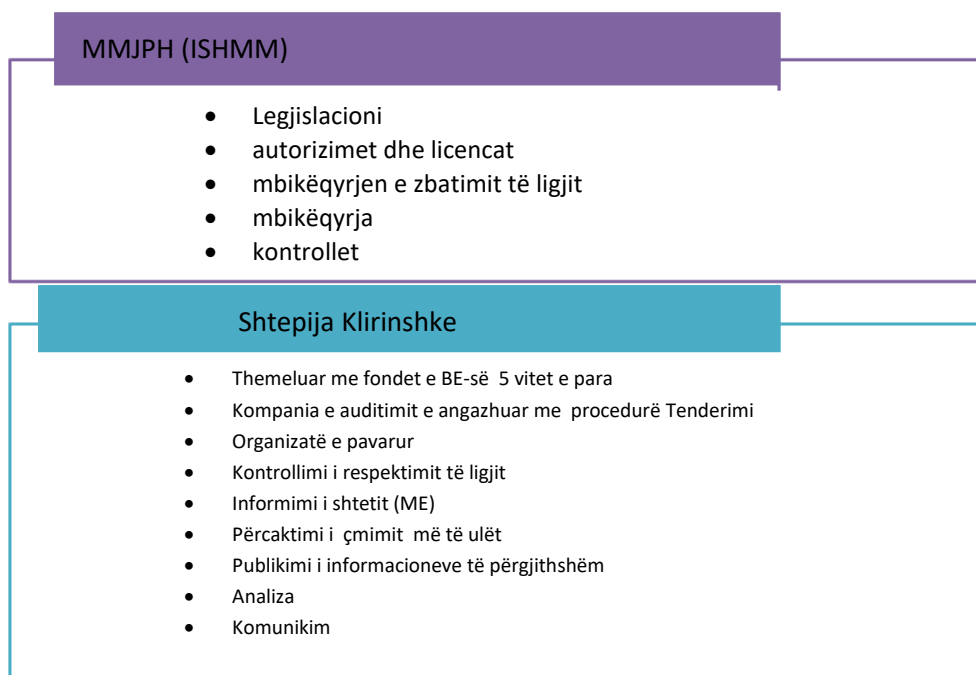 MMJPH (ISHMM)
• Legjislacioni
• autorizimet dhe licencat
• mbikëqyrjen e zbatimit të ligjit
• mbikëqyrja
• kontrollet
Shtepija Klirinshke
• Themeluar me fondet e BE-së 5 vitet e para
• Kompania e auditimit e angazhuar me procedurë Tenderimi
• Organizatë e pavarur
• Kontrollimi i respektimit të ligjit
• Informimi i shtetit (ME)
• Përcaktimi i çmimit më të ulët
• Publikimi i informacioneve të përgjithshëm
• Analiza
• Komunikim